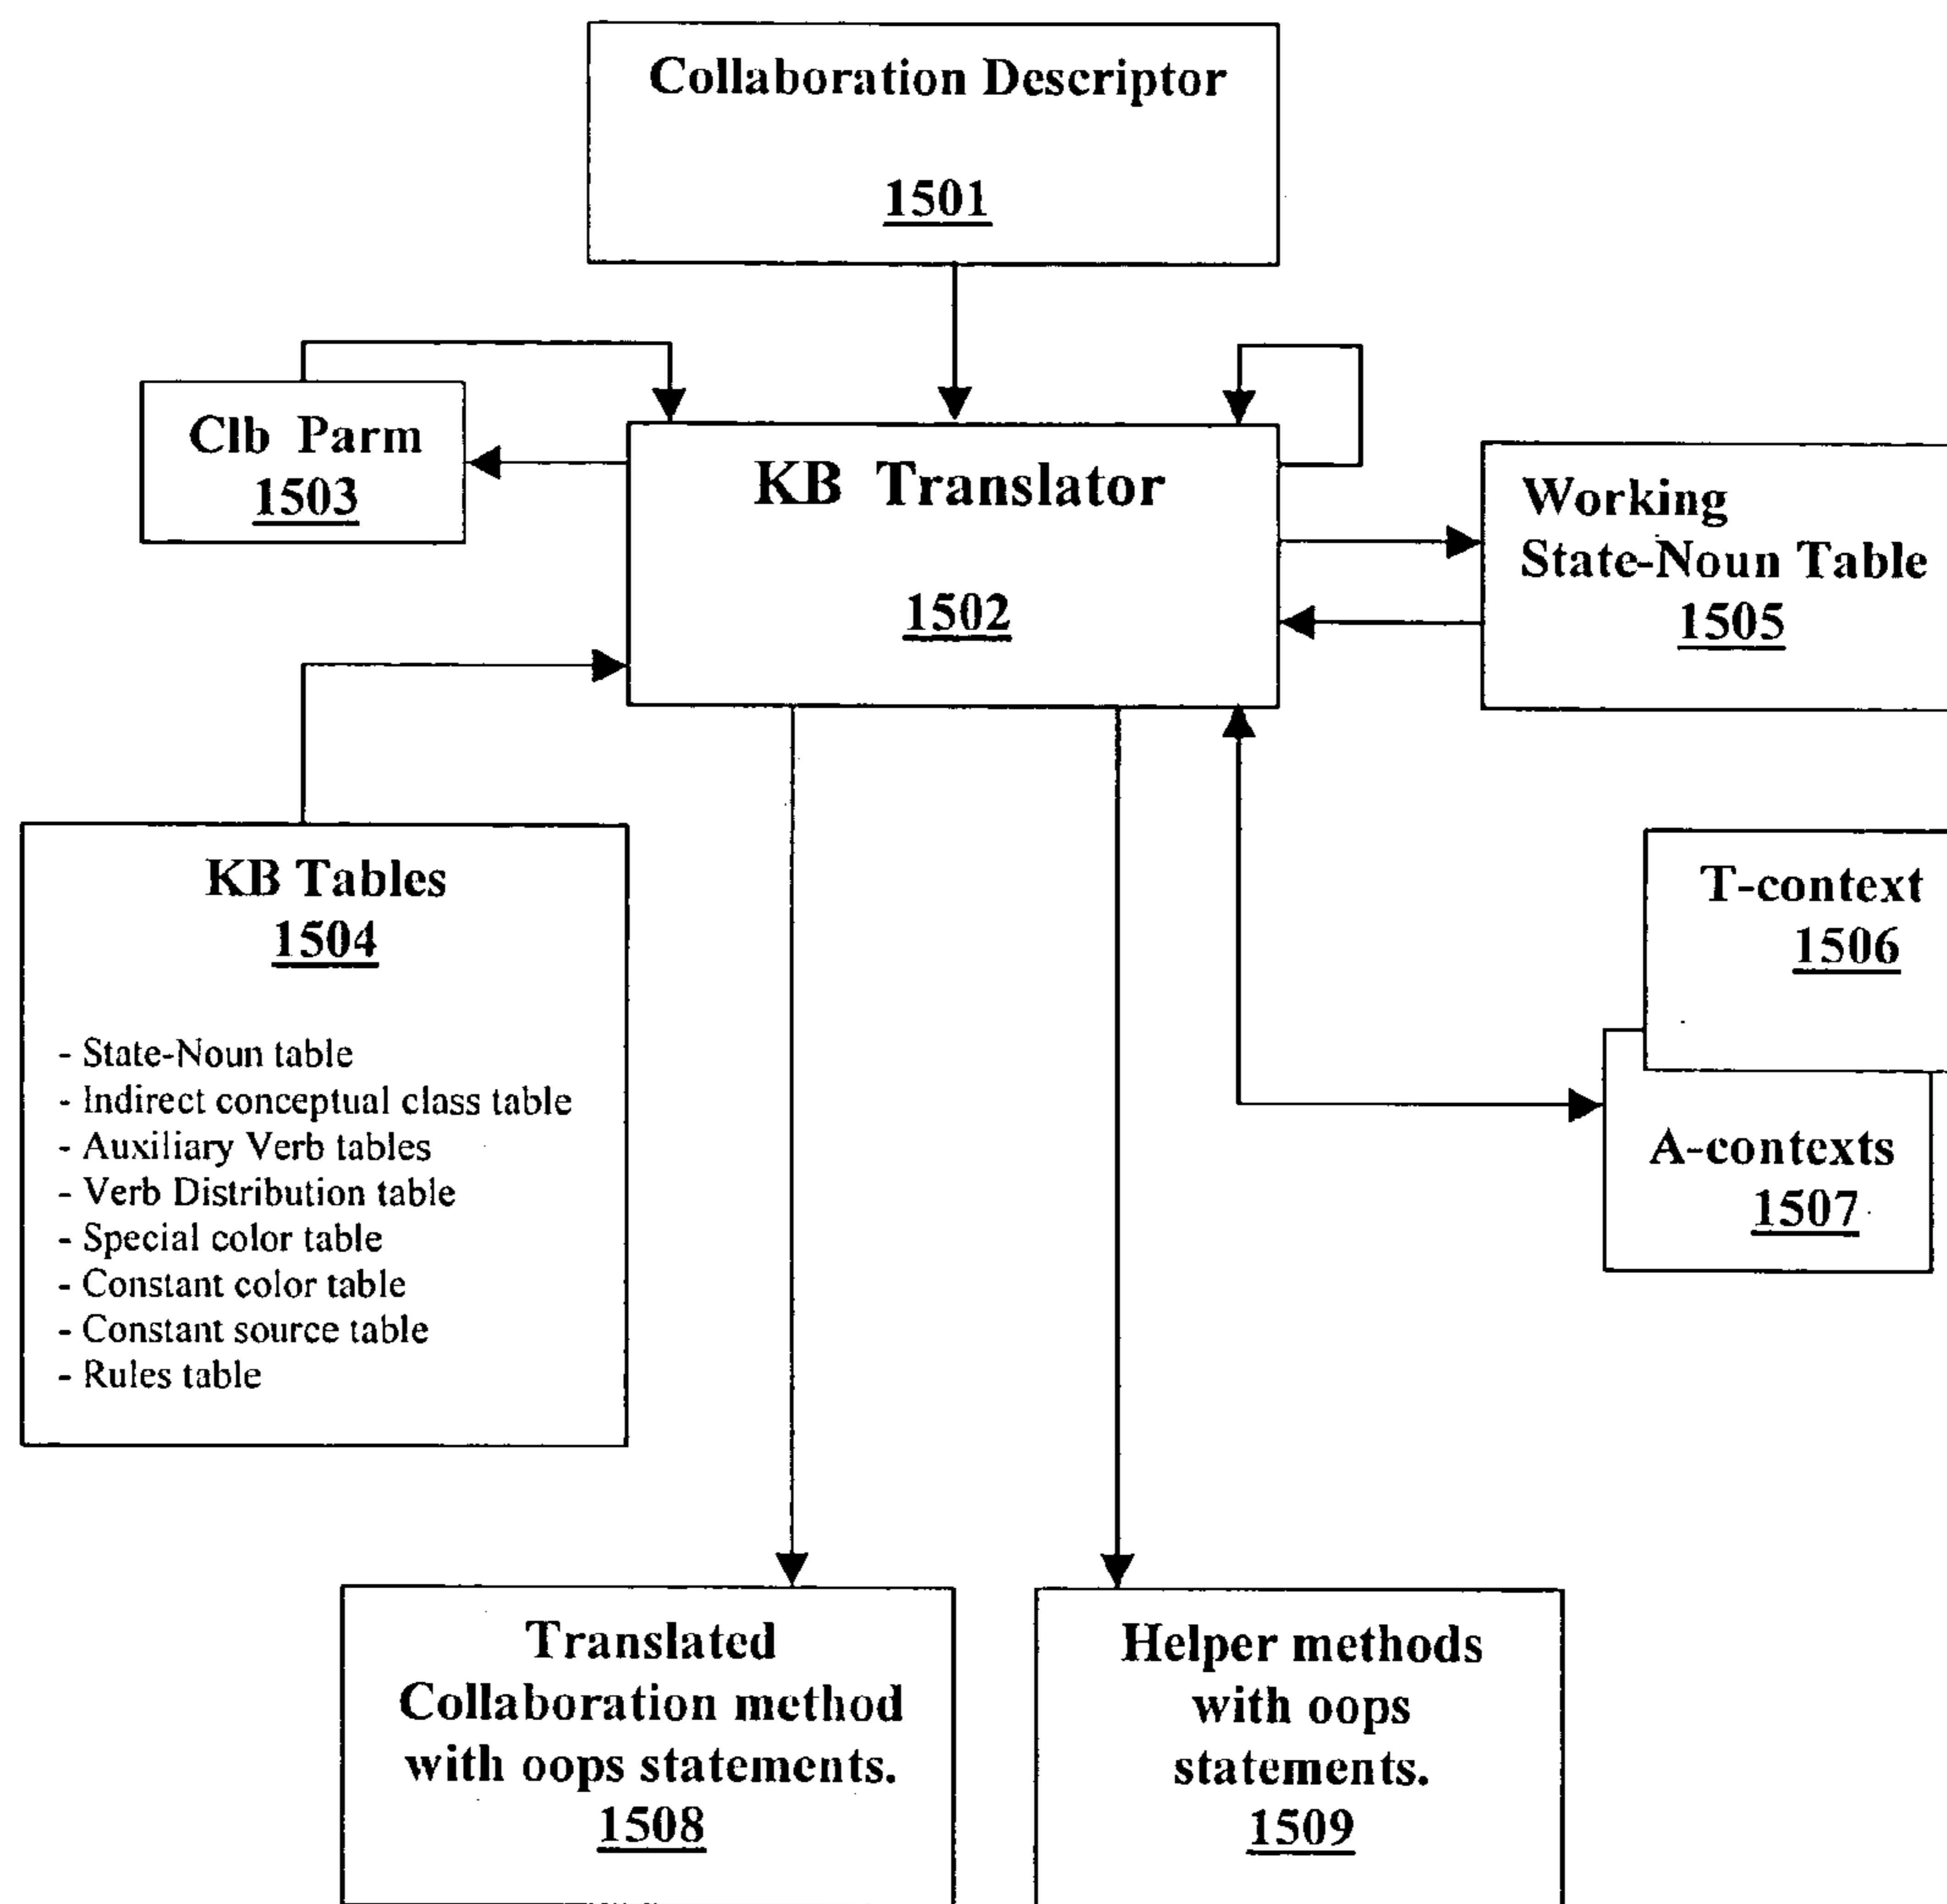 Collaboration Descriptor
1501
Clb Parm
1503
KB Translator
1502
Working
State-Noun Table
1505
KB Tables
1504
- State-Noun table
- Indirect conceptual class table
- Auxiliary Verb tables
- Verb Distribution table
- Special color table
- Constant color table
- Constant source table
- Rules table
T-context
1506
A-contexts
1507
Translated
Collaboration method
with oops statements.
1508
Helper methods
with oops
statements.
1509